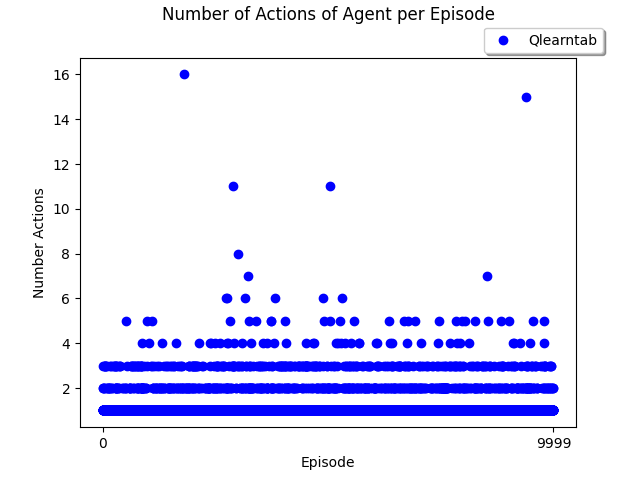 Number of Actions of Agent per Episode
Qlearntab
16
14
12
10
8
6
4
2
Number Actions
0
9999
Episode